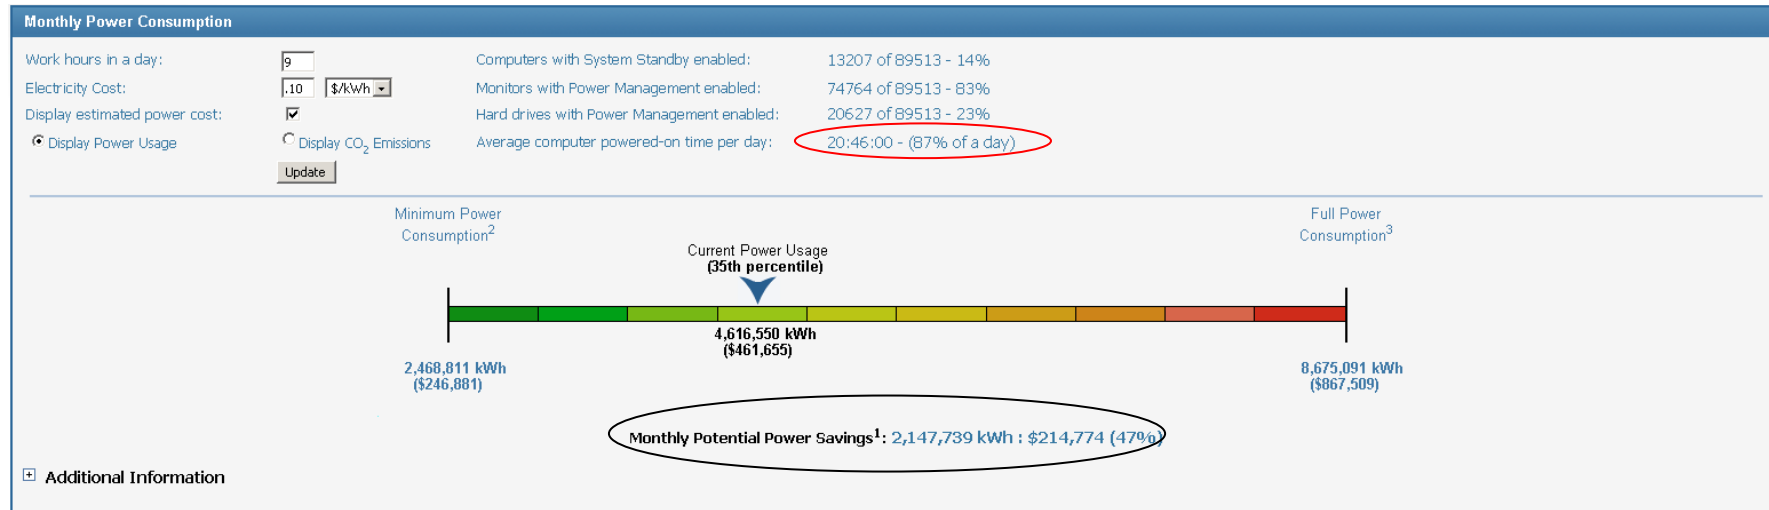 Monthly Power Consumption
Work hours in a day: 9 Computers with System Standby enabled: 13207 of 89513 - 14%
Electricity Cost: .10 $/kWh Monitors with Power Management enabled: 74764 of 89513 - 83%
Display estimated power cost: Hard drives with Power Management enabled: 20627 of 89513 - 23%
Display Power Usage Display CO2 Emissions Average computer powered-on time per day: 20:46:00 - (87% of a day)
Update
Minimum Power
Consumption2
Full Power
Consumption3
Current Power Usage
(35th percentile)
4,616,550 kWh
($461,655)
2,468,811 kWh
($246,881)
8,675,091 kWh
($867,509)
Monthly Potential Power Savings1: 2,147,739 kWh : $214,774 (47%)
Additional Information